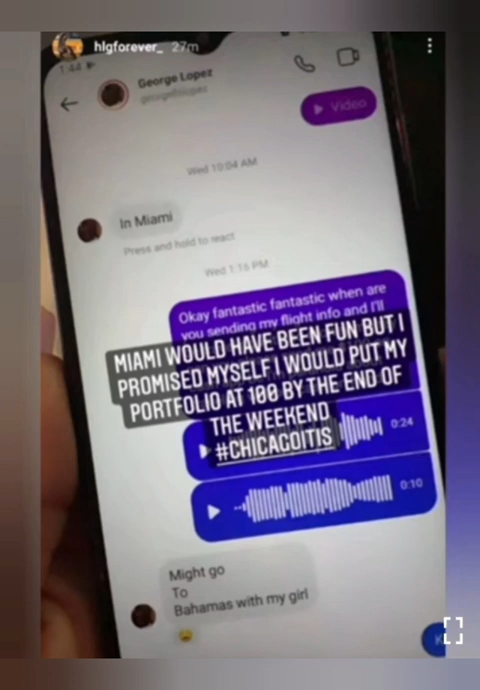 hlgforever_ 27m
1:44
George Lopez
Video
Wed 10:04 AM
In Miami
Press and hold to react
Wed 1:16 PM
Okay fantastic fantastic when are
you sending my flight info and I'll
MIAMI WOULD HAVE BEEN FUN BUT I
PROMISED MYSELF I WOULD PUT MY
PORTFOLIO AT 100 BY THE END OF
THE WEEKEND
#CHICAGOITIS
0:24
0:10
Might go
To
Bahamas with my girl